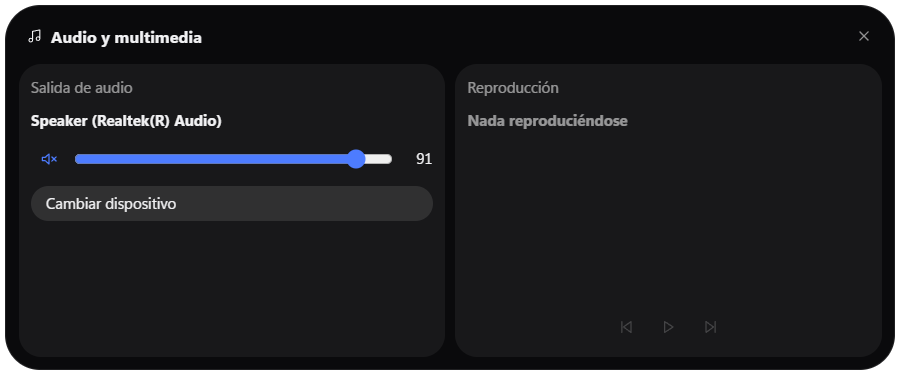 Audio y multimedia
Salida de audio
Speaker (Realtek(R) Audio)
91
Cambiar dispositivo
Reproducción
Nada reproduciéndose